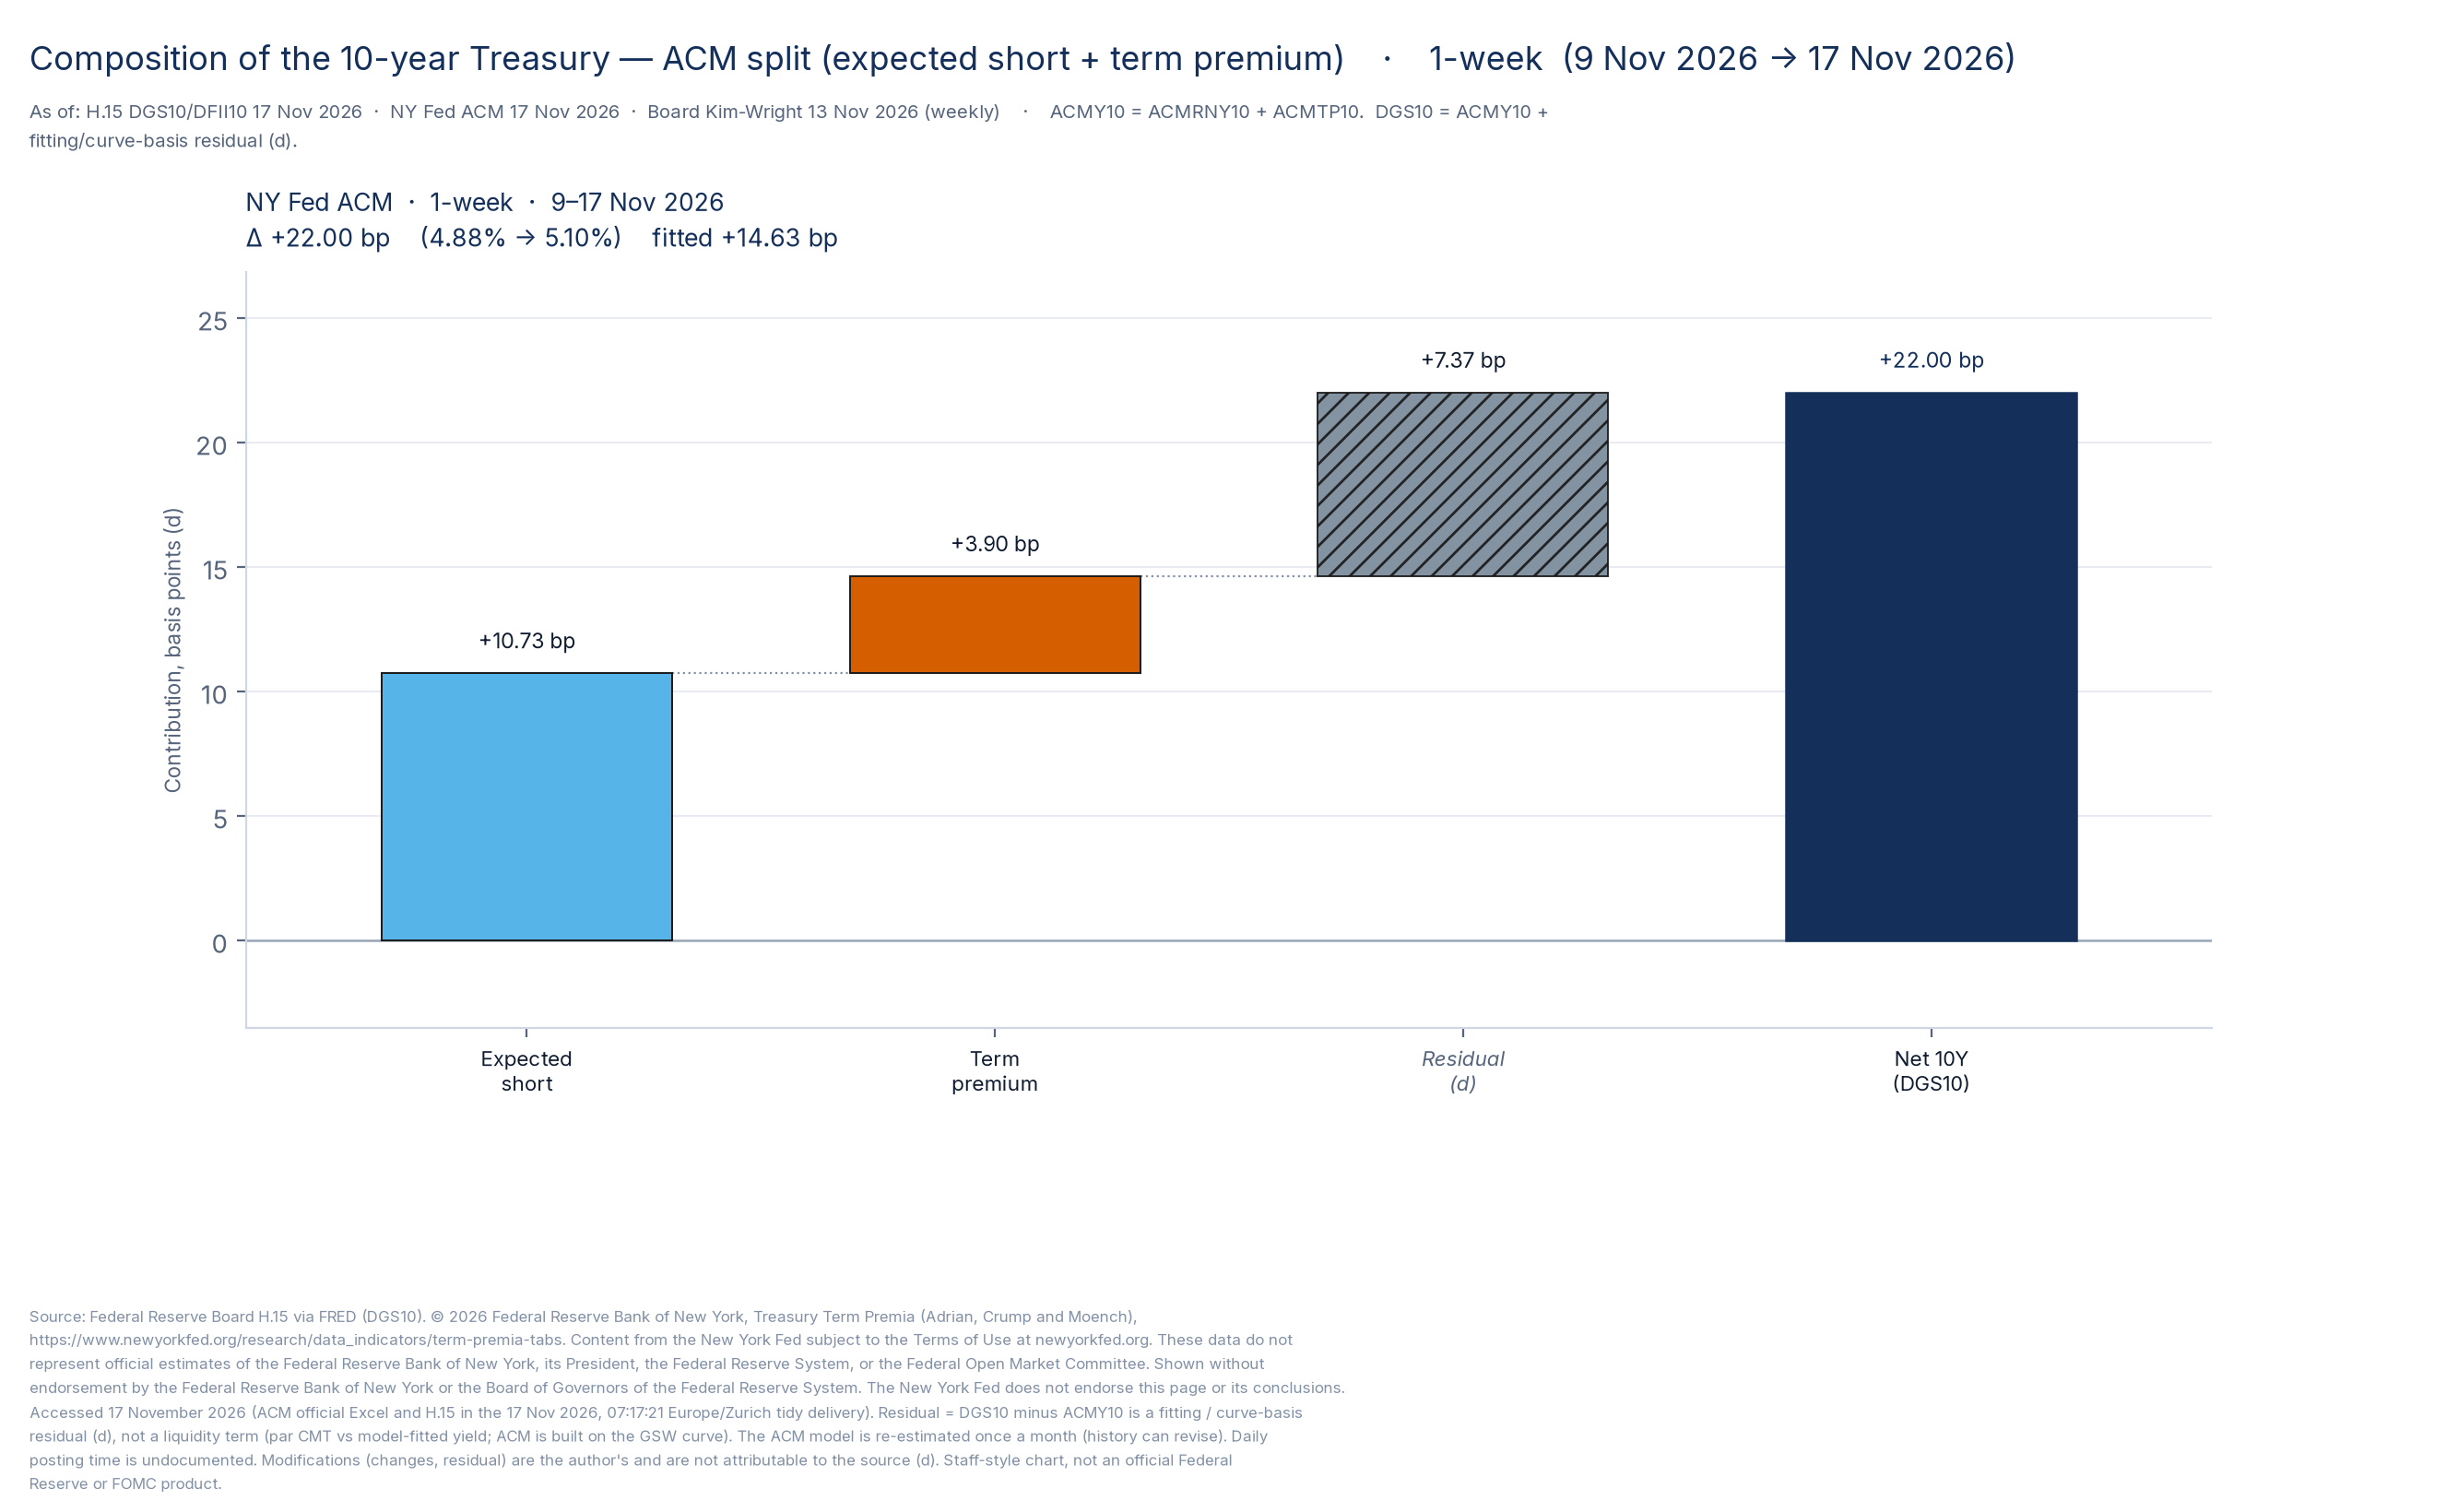 Composition of the 10-year Treasury — ACM split (expected short + term premium) · 1-week (9 Nov 2026 → 17 Nov 2026)
As of: H.15 DGS10/DFII10 17 Nov 2026 · NY Fed ACM 17 Nov 2026 · Board Kim-Wright 13 Nov 2026 (weekly) · ACMY10 = ACMRNY10 + ACMTP10. DGS10 = ACMY10 +
fitting/curve-basis residual (d).
NY Fed ACM · 1-week · 9–17 Nov 2026
Δ +22.00 bp (4.88% → 5.10%) fitted +14.63 bp
Contribution, basis points (d)
25
20
15
10
5
0
+10.73 bp
+3.90 bp
+7.37 bp
+22.00 bp
Expected
short
Term
premium
Residual
(d)
Net 10Y
(DGS10)
Source: Federal Reserve Board H.15 via FRED (DGS10). © 2026 Federal Reserve Bank of New York, Treasury Term Premia (Adrian, Crump and Moench),
https://www.newyorkfed.org/research/data_indicators/term-premia-tabs. Content from the New York Fed subject to the Terms of Use at newyorkfed.org. These data do not
represent official estimates of the Federal Reserve Bank of New York, its President, the Federal Reserve System, or the Federal Open Market Committee. Shown without
endorsement by the Federal Reserve Bank of New York or the Board of Governors of the Federal Reserve System. The New York Fed does not endorse this page or its conclusions.
Accessed 17 November 2026 (ACM official Excel and H.15 in the 17 Nov 2026, 07:17:21 Europe/Zurich tidy delivery). Residual = DGS10 minus ACMY10 is a fitting / curve-basis
residual (d), not a liquidity term (par CMT vs model-fitted yield; ACM is built on the GSW curve). The ACM model is re-estimated once a month (history can revise). Daily
posting time is undocumented. Modifications (changes, residual) are the author's and are not attributable to the source (d). Staff-style chart, not an official Federal
Reserve or FOMC product.